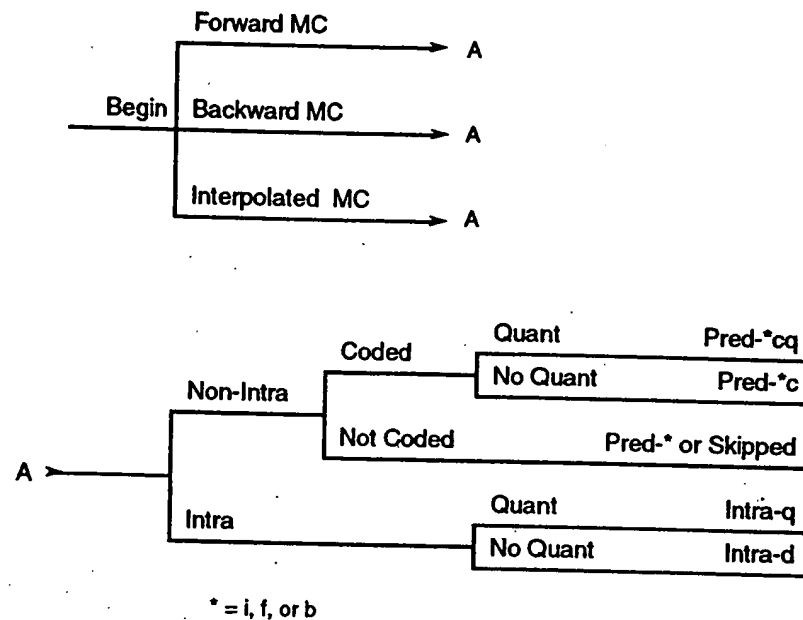 Forward MC
A
Begin
Backward MC
A
Interpolated MC
A
Quant
Pred-*cq
Coded
No Quant
Pred-*c
Non-Intra
Not Coded
Pred-* or Skipped
A
Quant
Intra-q
Intra
No Quant
Intra-d
* = i, f, or b